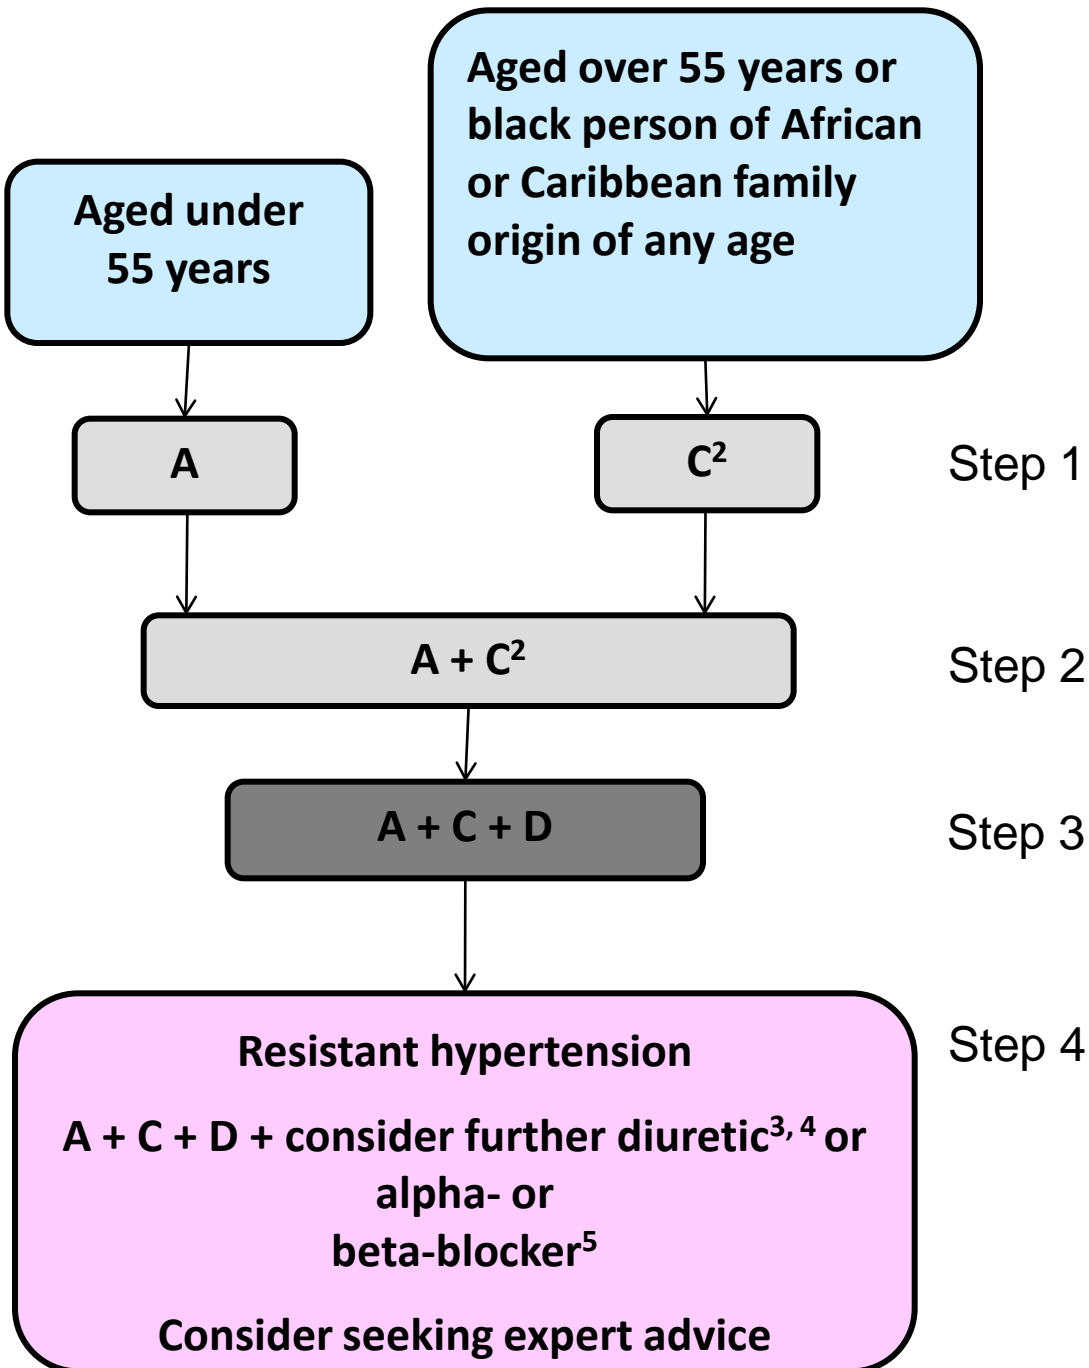 Aged over 55 years or
black person of African
or Caribbean family
origin of any age
Aged under
55 years
A
C²
Step 1
A + C²
Step 2
A + C + D
Step 3
Resistant hypertension
Step 4
A + C + D + consider further diuretic³, ⁴ or
alpha- or
beta-blocker⁵
Consider seeking expert advice